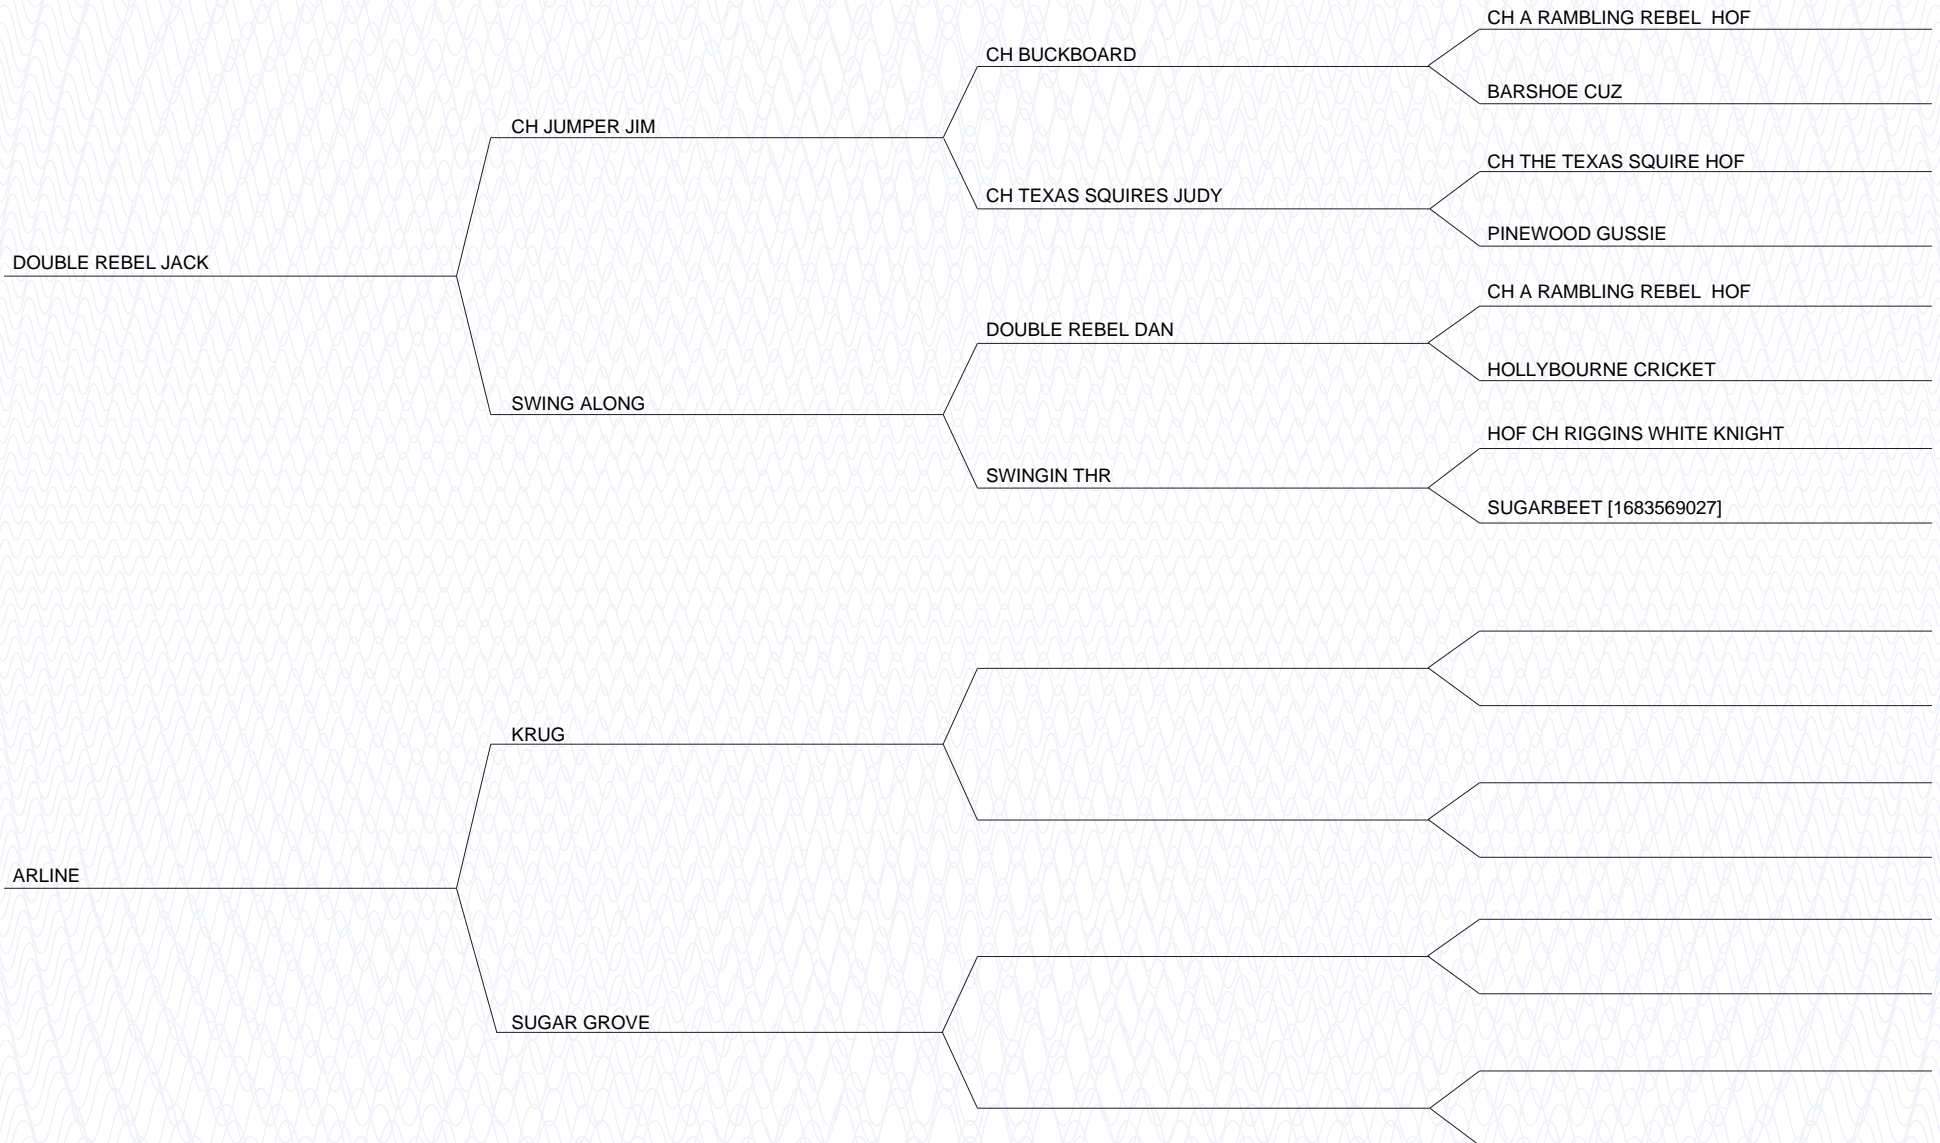 CH A RAMBLING REBEL  HOF
CH BUCKBOARD
BARSHOE CUZ
CH JUMPER JIM
CH THE TEXAS SQUIRE HOF
CH TEXAS SQUIRES JUDY
PINEWOOD GUSSIE
DOUBLE REBEL JACK
CH A RAMBLING REBEL  HOF
DOUBLE REBEL DAN
HOLLYBOURNE CRICKET
SWING ALONG
HOF CH RIGGINS WHITE KNIGHT
SWINGIN THR
SUGARBEET [1683569027]
KRUG
ARLINE
SUGAR GROVE